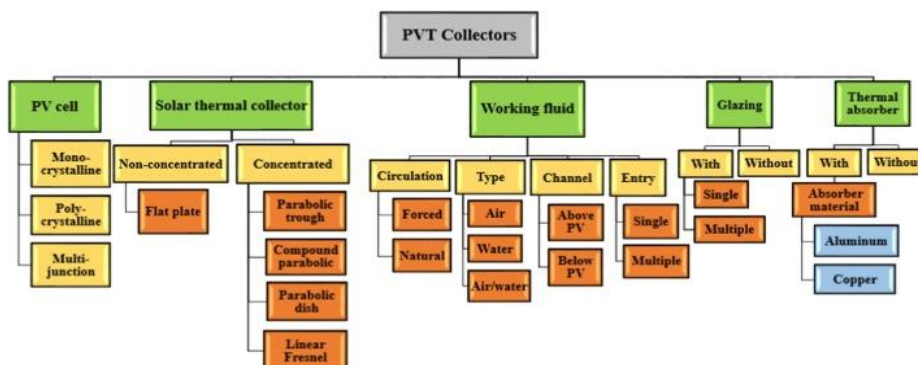 PVT Collectors
PV cell
Solar thermal collector
Working fluid
Glazing
Thermal
absorber
Mono-
crystalline
Poly-
crystalline
Multi-
junction
Non-concentrated
Flat plate
Concentrated
Parabolic
trough
Compound
parabolic
Parabolic
dish
Linear
Fresnel
Circulation
Forced
Natural
Type
Air
Water
Air/water
Channel
Above
PV
Below
PV
Entry
Single
Multiple
With
Without
Single
Multiple
With
Without
Absorber
material
Aluminum
Copper